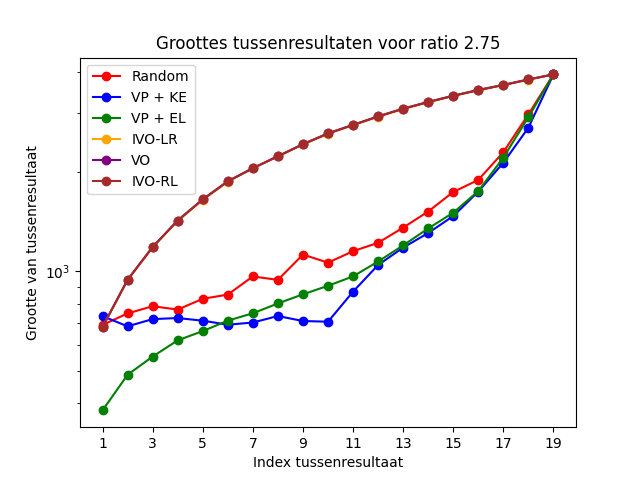 Groottes tussenresultaten voor ratio 2.75
Random
VP + KE
VP + EL
IVO-LR
VO
IVO-RL
Grootte van tussenresultaat
10³
1 3 5 7 9 11 13 15 17 19
Index tussenresultaat